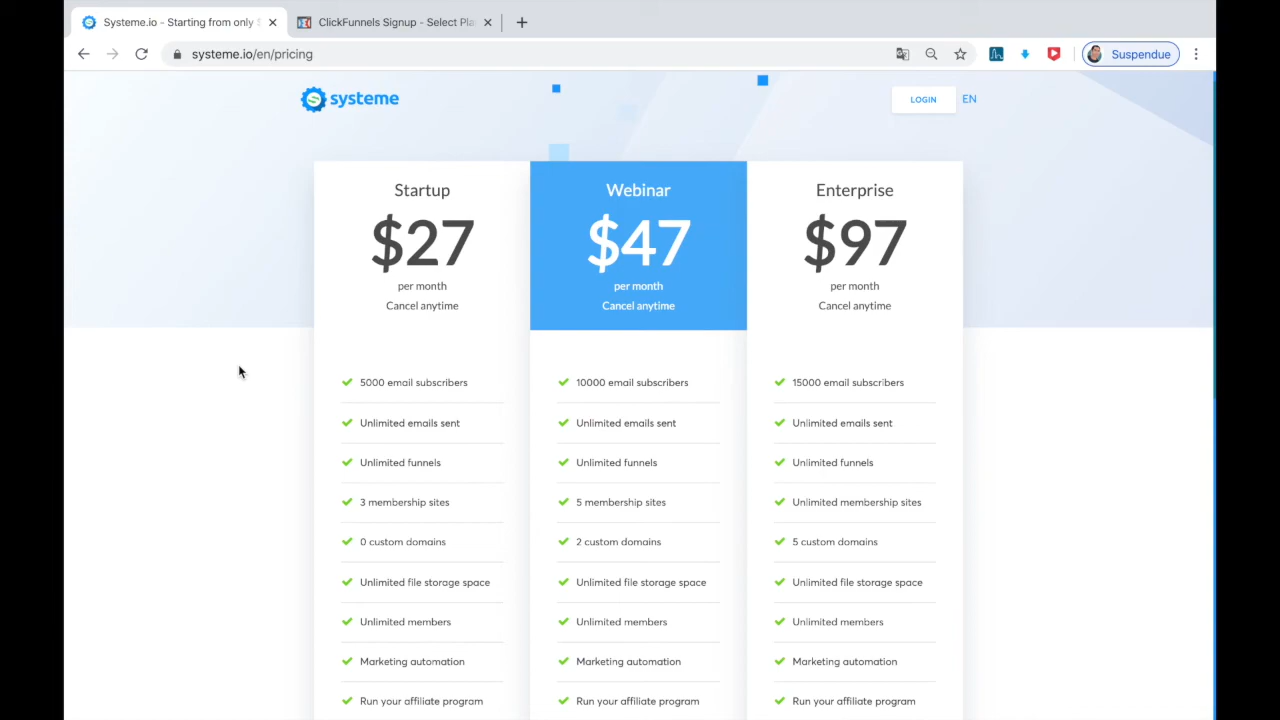 Systeme.io - Starting from only
ClickFunnels Signup - Select Pla
systeme.io/en/pricing
Suspendue
systeme
LOGIN
EN
Startup
$27
per month
Cancel anytime
5000 email subscribers
Unlimited emails sent
Unlimited funnels
3 membership sites
0 custom domains
Unlimited file storage space
Unlimited members
Marketing automation
Run your affiliate program
Webinar
$47
per month
Cancel anytime
10000 email subscribers
Unlimited emails sent
Unlimited funnels
5 membership sites
2 custom domains
Unlimited file storage space
Unlimited members
Marketing automation
Run your affiliate program
Enterprise
$97
per month
Cancel anytime
15000 email subscribers
Unlimited emails sent
Unlimited funnels
Unlimited membership sites
5 custom domains
Unlimited file storage space
Unlimited members
Marketing automation
Run your affiliate program